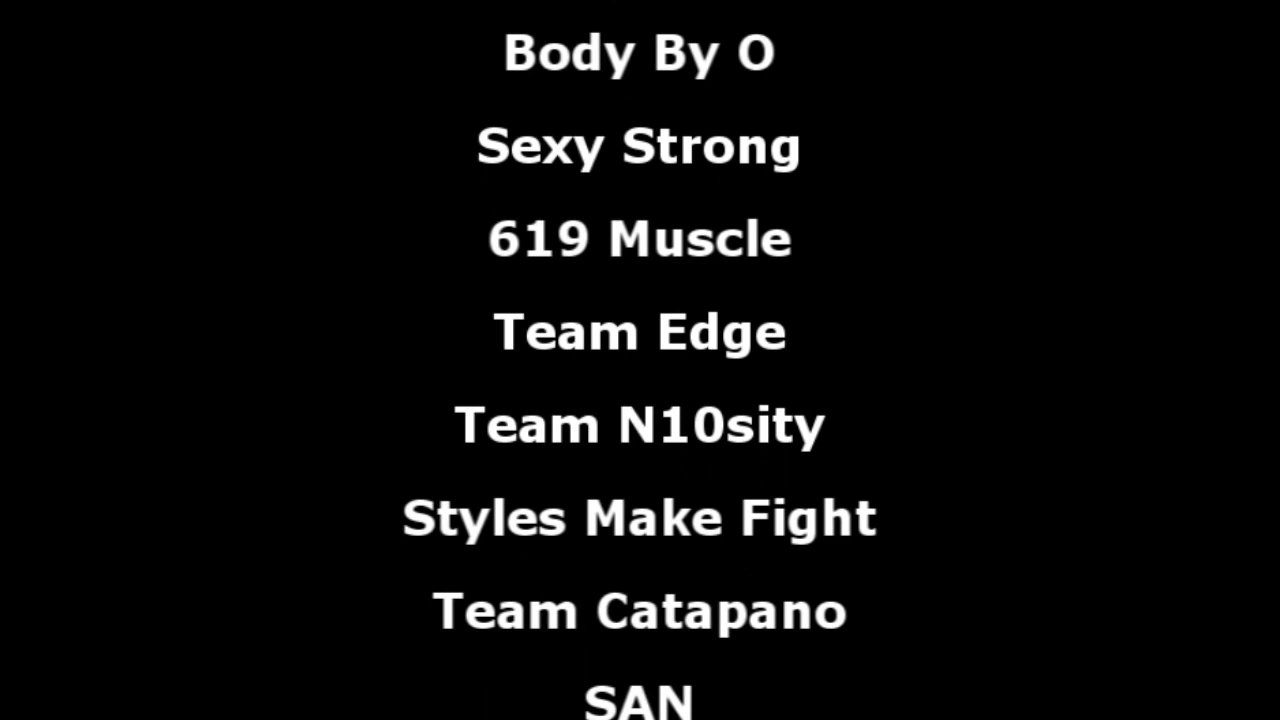 Body By O
Sexy Strong
619 Muscle
Team Edge
Team N10sity
Styles Make Fight
Team Catapano
SAN